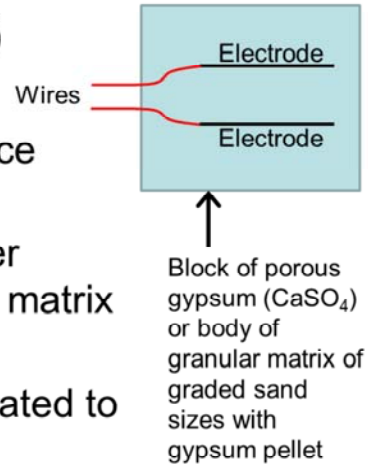 )
Electrode
Wires
Electrode
ce
er
matrix
ated to
Block of porous
gypsum (CaSO₄)
or body of
granular matrix of
graded sand
sizes with
gypsum pellet